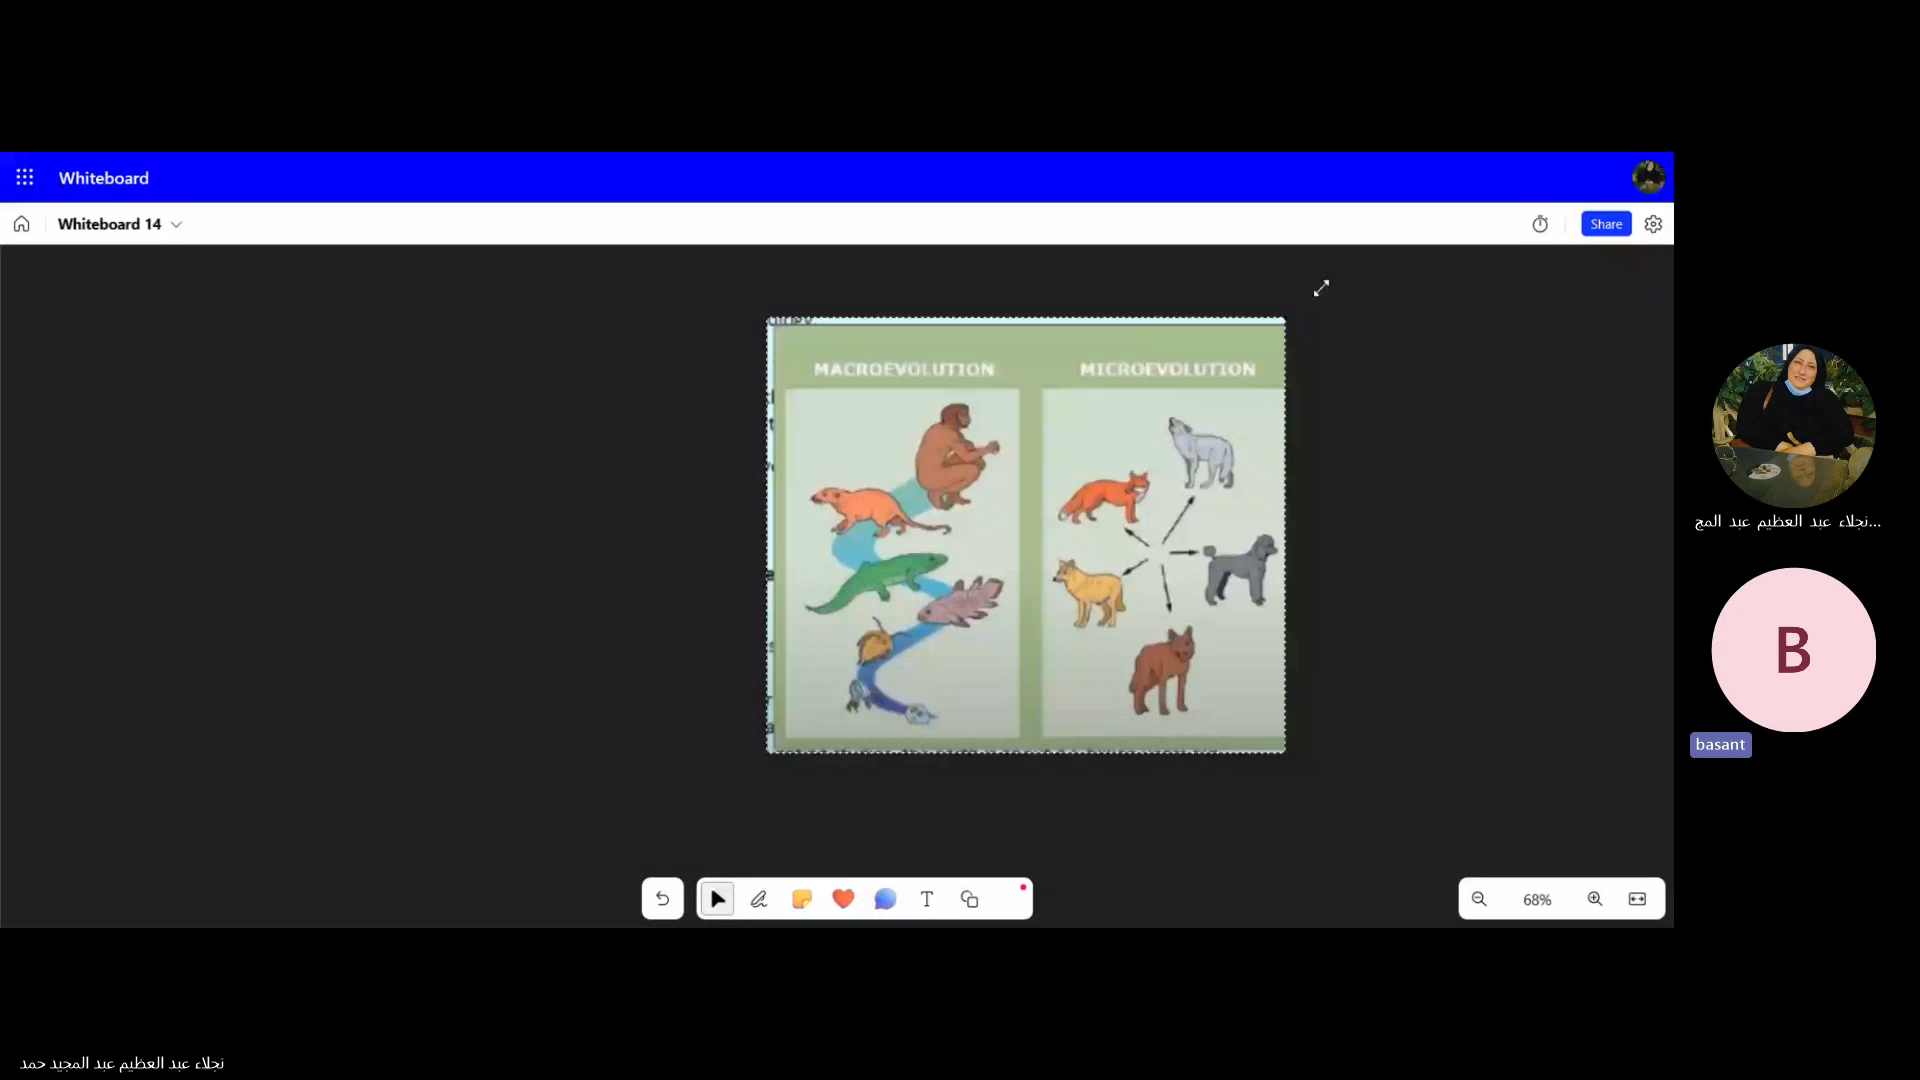 Whiteboard
Whiteboard 14
Share
MACROEVOLUTION
MICROEVOLUTION
68%
نجلاء عبد العظيم عبد المج...
B
basant
نجلاء عبد العظيم عبد المجيد حمد